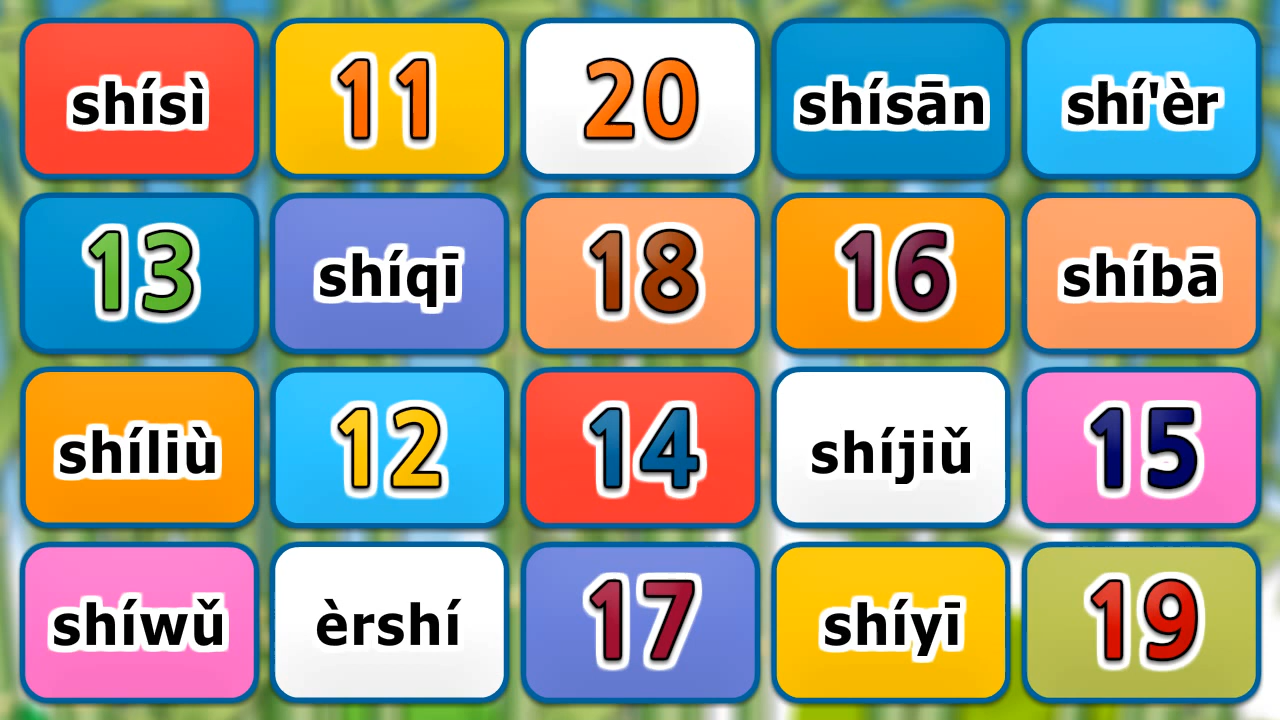 shísì 11 20 shísān shí'èr
13 shíqī 18 16 shíbā
shíliù 12 14 shíjiǔ 15
shíwǔ èrshí 17 shíyī 19